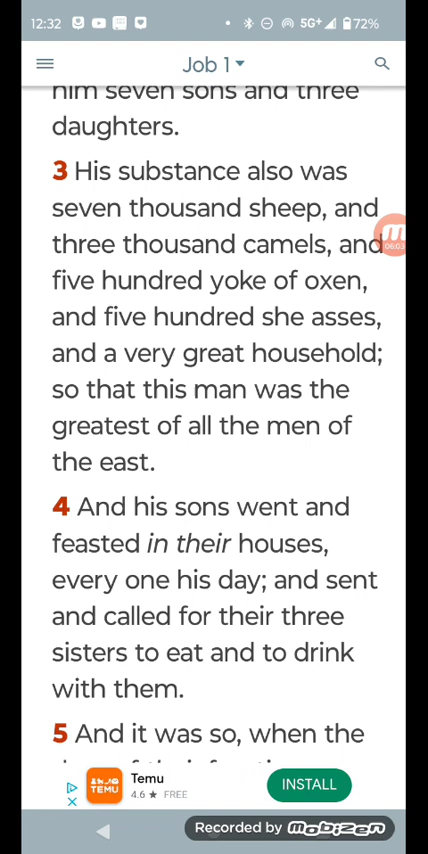 12:32
5G+ 72%
Job 1
him seven sons and three
daughters.
3 His substance also was
seven thousand sheep, and
three thousand camels, and
06:03
five hundred yoke of oxen,
and five hundred she asses,
and a very great household;
so that this man was the
greatest of all the men of
the east.
4 And his sons went and
feasted in their houses,
every one his day; and sent
and called for their three
sisters to eat and to drink
with them.
5 And it was so, when the
TEMU
Temu
4.6 ★ FREE
INSTALL
Recorded by mobizen